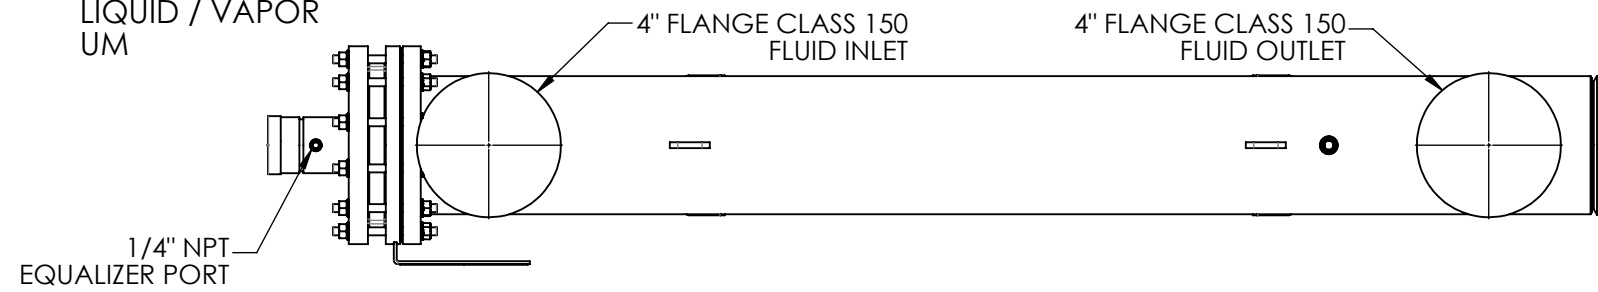 LIQUID / VAPOR
UM
4" FLANGE CLASS 150
FLUID INLET
4" FLANGE CLASS 150
FLUID OUTLET
1/4" NPT
EQUALIZER PORT